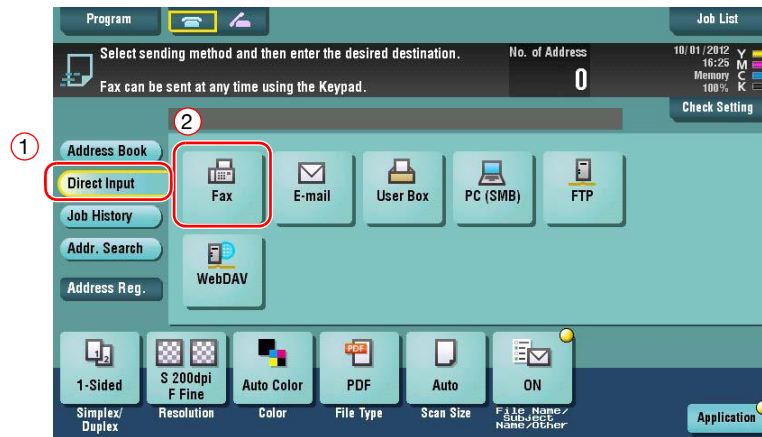 Program
Job List
Select sending method and then enter the desired destination.
Fax can be sent at any time using the Keypad.
No. of Address
0
10/01/2012
16:25
Memory
100%
Y
M
C
K
Check Setting
1
2
Address Book
Direct Input
Job History
Addr. Search
Address Reg.
Fax
E-mail
User Box
PC (SMB)
FTP
WebDAV
1 2
1-Sided
Simplex/
Duplex
S 200dpi
F Fine
Resolution
Auto Color
Color
PDF
PDF
File Type
Auto
Scan Size
ON
File Name/
Subject
Name/Other
Application